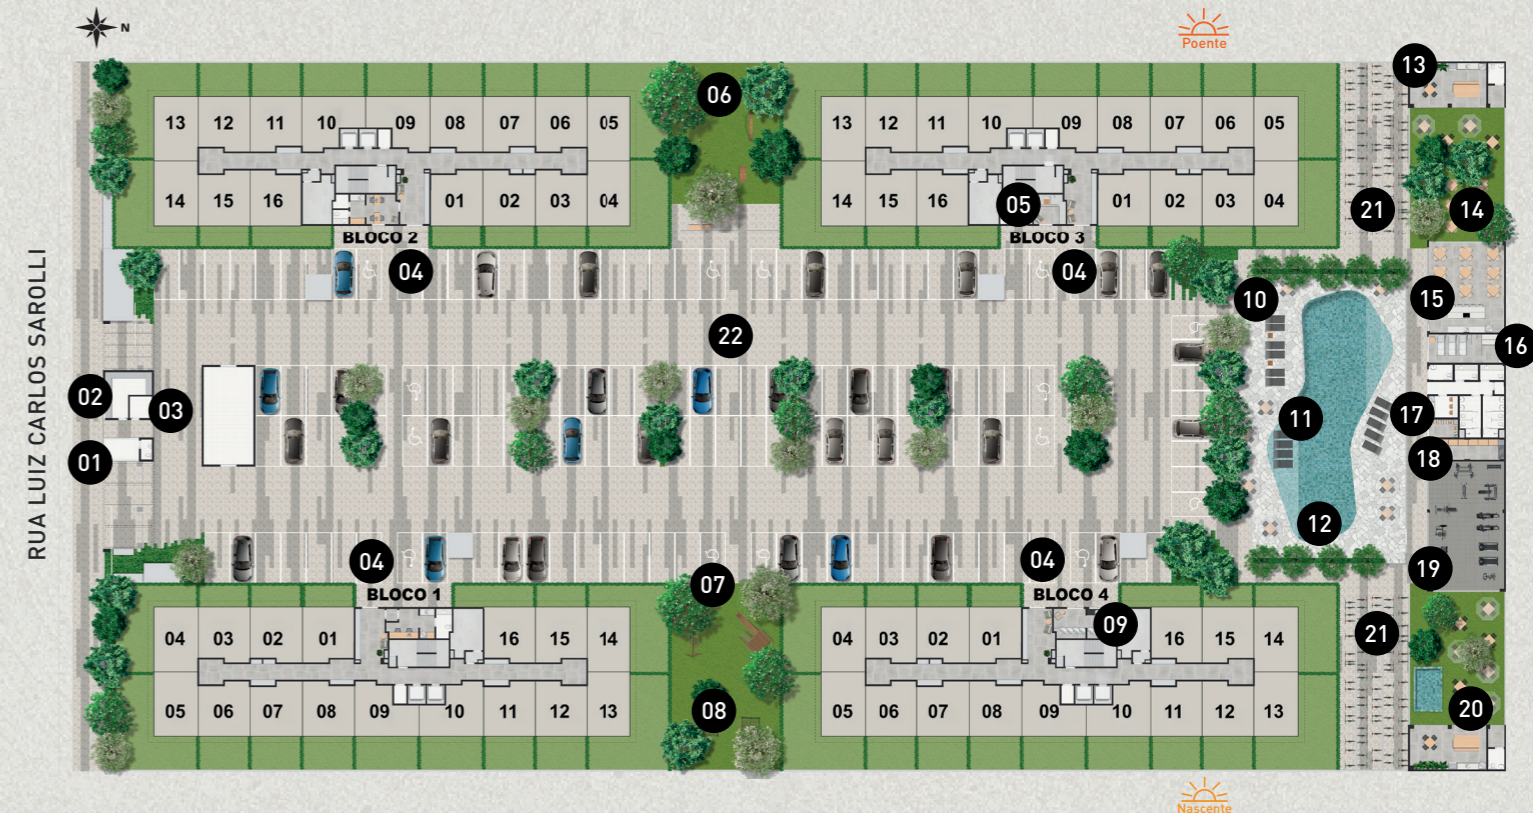 N
Poente
13
06
13 12 11 10 09 08 07 06 05
13 12 11 10 09 08 07 06 05
14 15 16 01 02 03 04
14 15 16 05 01 02 03 04
21
14
BLOCO 2
BLOCO 3
04
04
10
15
RUA LUIZ CARLOS SAROLLI
22
16
02
03
11
17
01
18
12
04
04
19
07
BLOCO 1
BLOCO 4
09
04 03 02 01 16 15 14
04 03 02 01 16 15 14
21
05 06 07 08 09 10 11 12 13
08
05 06 07 08 09 10 11 12 13
20
Nascente